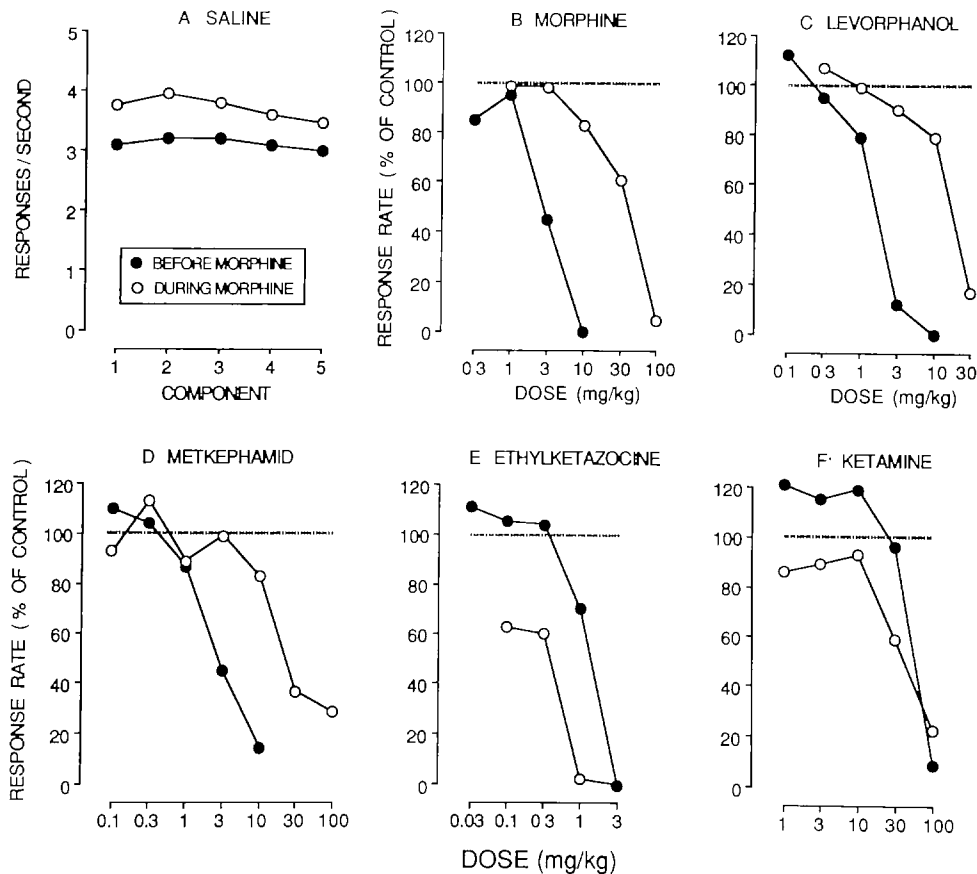 A SALINE
5
4
3
2
1
0
RESPONSES / SECOND
● BEFORE MORPHINE
○ DURING MORPHINE
1 2 3 4 5
COMPONENT
B MORPHINE
120
100
80
60
40
20
0
RESPONSE RATE ( % OF CONTROL)
0 3 1 3 10 30 100
DOSE (mg/kg)
C LEVORPHANOL
120
100
80
60
40
20
0
0 1 0 3 1 3 10 30
DOSE (mg/kg)
D METKEPHAMID
120
100
80
60
40
20
0
RESPONSE RATE ( % OF CONTROL)
0.1 0.3 1 3 10 30 100
E ETHYLKETAZOCINE
120
100
80
60
40
20
0
0.03 0.1 0 3 1 3
DOSE (mg/kg)
F· KETAMINE
120
100
80
60
40
20
0
1 3 10 30 100